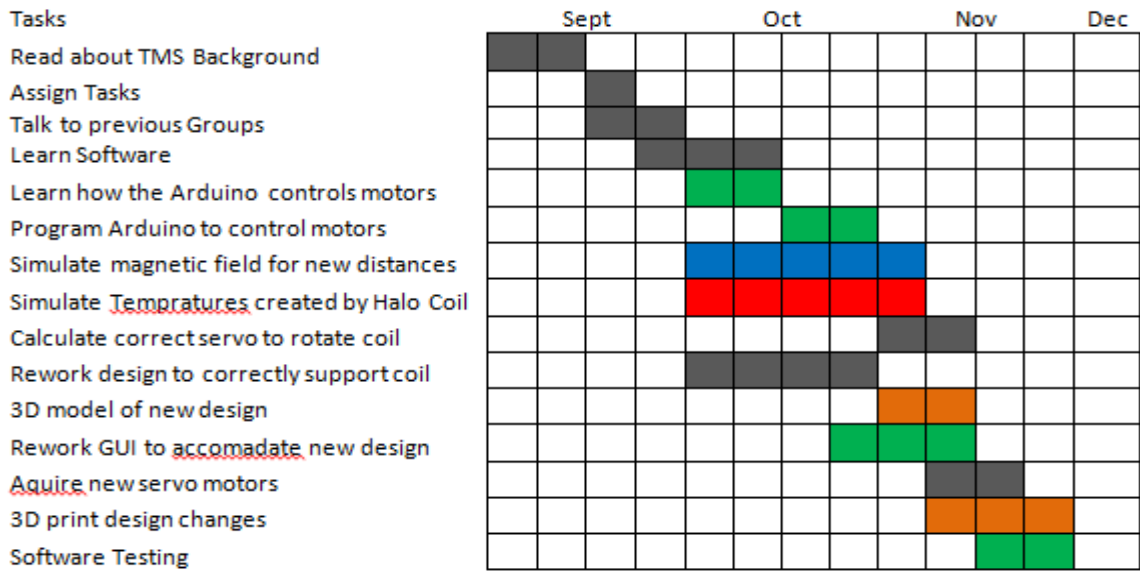 Tasks Sept Oct Nov Dec
Read about TMS Background
Assign Tasks
Talk to previous Groups
Learn Software
Learn how the Arduino controls motors
Program Arduino to control motors
Simulate magnetic field for new distances
Simulate Tempratures created by Halo Coil
Calculate correct servo to rotate coil
Rework design to correctly support coil
3D model of new design
Rework GUI to accomadate new design
Aquire new servo motors
3D print design changes
Software Testing